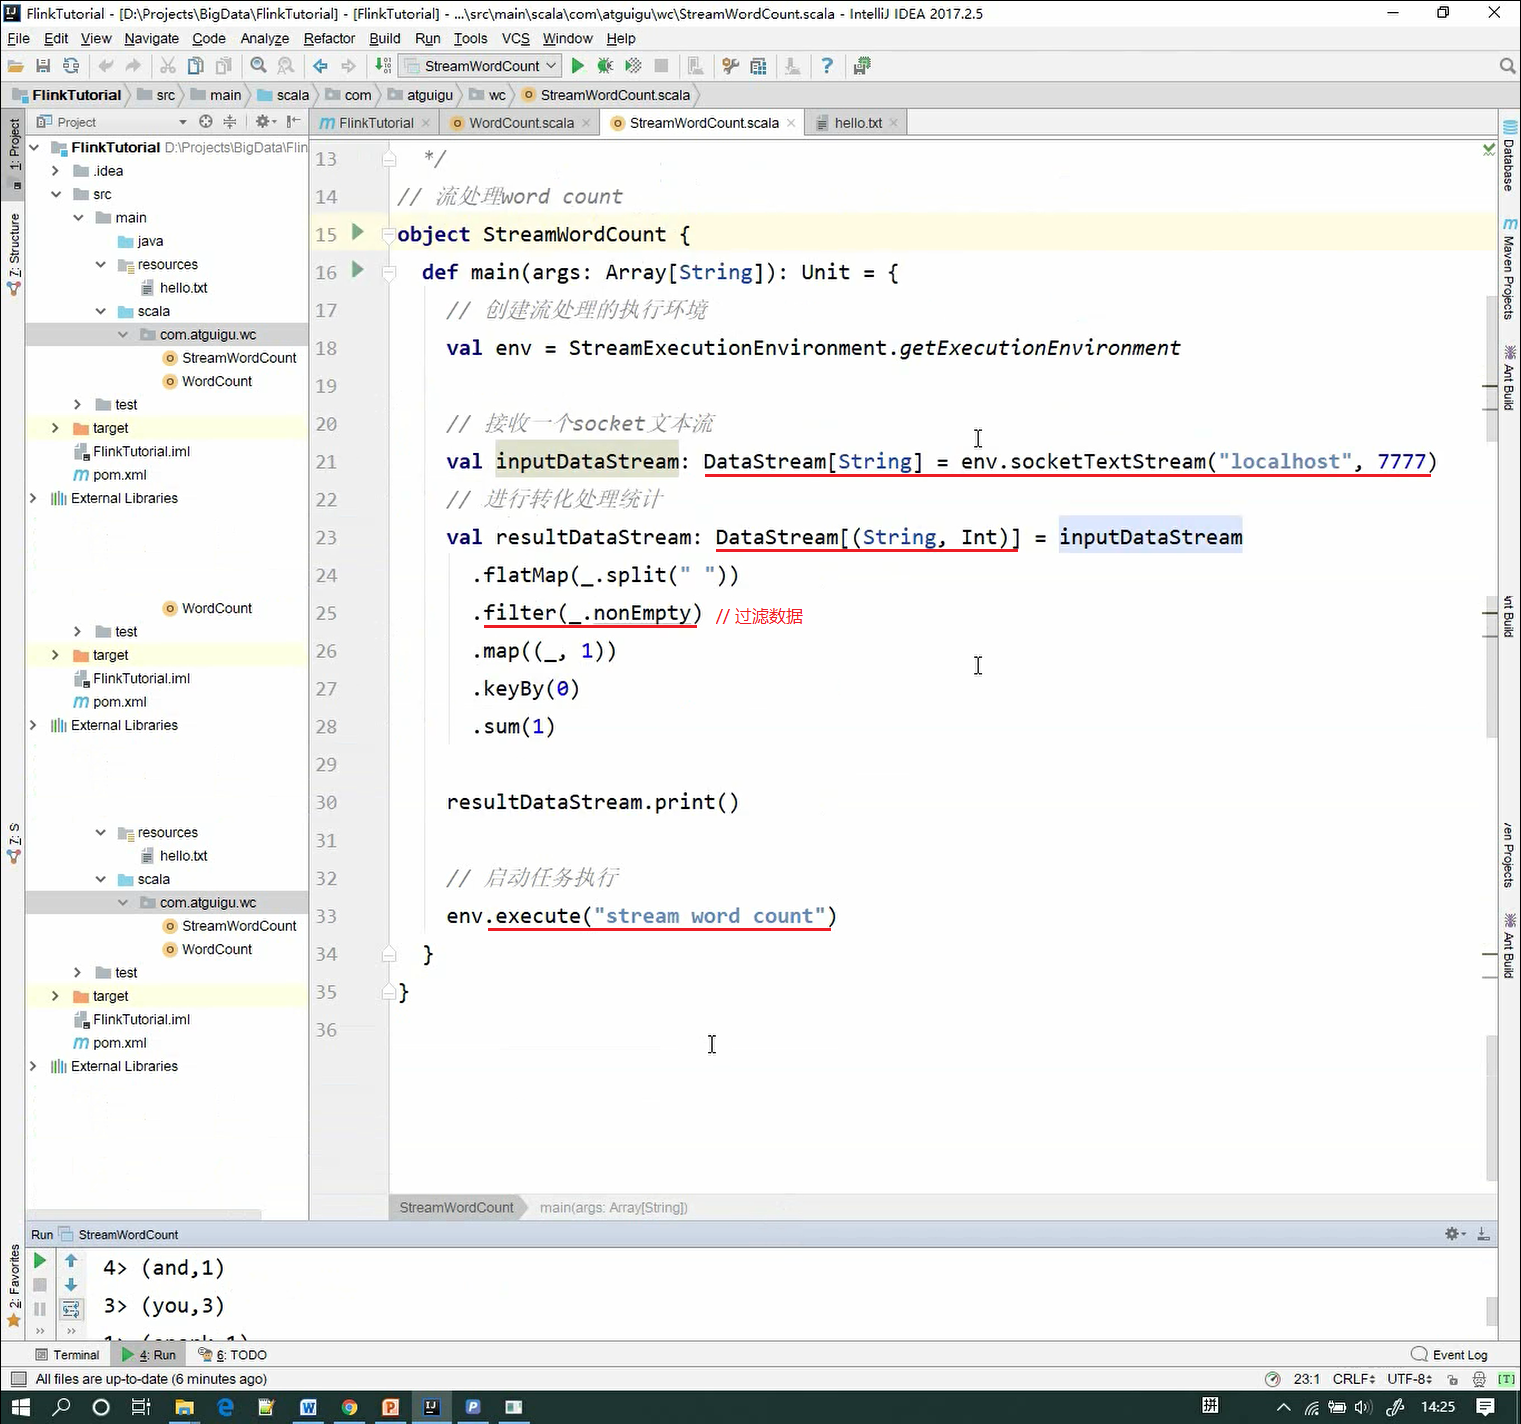 FlinkTutorial - [D:\Projects\BigData\FlinkTutorial] - [FlinkTutorial] - ...\src\main\scala\com\atguigu\wc\StreamWordCount.scala - IntelliJ IDEA 2017.2.5
File Edit View Navigate Code Analyze Refactor Build Run Tools VCS Window Help
StreamWordCount
FlinkTutorial src main scala com atguigu wc StreamWordCount.scala
Project
FlinkTutorial WordCount.scala StreamWordCount.scala hello.txt
1: Project
7: Structure
FlinkTutorial D:\Projects\BigData\Flin
.idea
src
main
java
resources
hello.txt
scala
com.atguigu.wc
StreamWordCount
WordCount
test
target
FlinkTutorial.iml
pom.xml
External Libraries
WordCount
test
target
FlinkTutorial.iml
pom.xml
External Libraries
7: S
resources
hello.txt
scala
com.atguigu.wc
StreamWordCount
WordCount
test
target
FlinkTutorial.iml
pom.xml
External Libraries
13 */
14 // 流处理word count
15 object StreamWordCount {
16 def main(args: Array[String]): Unit = {
17 // 创建流处理的执行环境
18 val env = StreamExecutionEnvironment.getExecutionEnvironment
19
20 // 接收一个socket文本流
21 val inputDataStream: DataStream[String] = env.socketTextStream("localhost", 7777)
22 // 进行转化处理统计
23 val resultDataStream: DataStream[(String, Int)] = inputDataStream
24 .flatMap(_.split(" "))
25 .filter(_.nonEmpty) // 过滤数据
26 .map((_, 1))
27 .keyBy(0)
28 .sum(1)
29
30 resultDataStream.print()
31
32 // 启动任务执行
33 env.execute("stream word count")
34 }
35 }
36
Database
Maven Projects
Ant Build
nt Build
ven Projects
Ant Build
StreamWordCount main(args: Array[String])
Run StreamWordCount
2: Favorites
4> (and,1)
3> (you,3)
Terminal 4: Run 6: TODO Event Log
All files are up-to-date (6 minutes ago) 23:1 CRLF UTF-8 [T]
拼 14:25